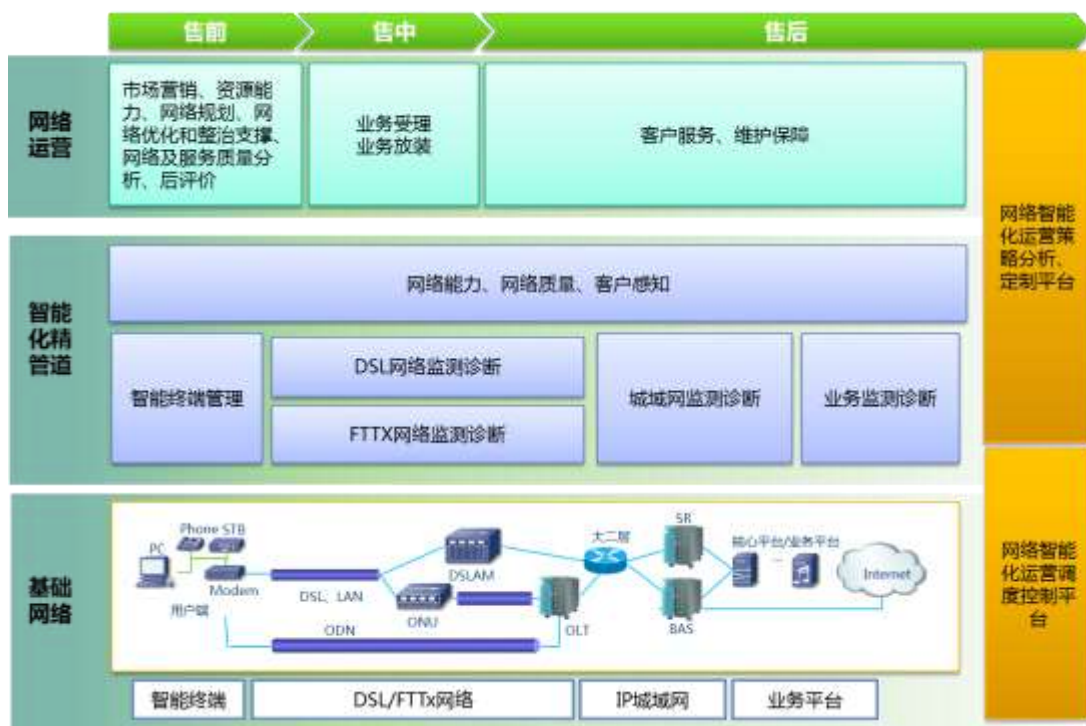 售前
售中
售后
网络
运营
市场营销、资源能
力、网络规划、网
络优化和整治支撑、
网络及服务质量分
析、后评价
业务受理
业务放装
客户服务、维护保障
网络智能
化运营策
略分析、
定制平台
智能
化精
管道
网络能力、网络质量、客户感知
智能终端管理
DSL网络监测诊断
FTTX网络监测诊断
城域网监测诊断
业务监测诊断
基础
网络
PC
Phone STB
Modem
用户端
DSL、LAN
ODN
DSLAM
ONU
OLT
大二层
SR
BAS
核心平台/业务平台
...
Internet
网络智能
化运营调
度控制平
台
智能终端
DSL/FTTx网络
IP城域网
业务平台